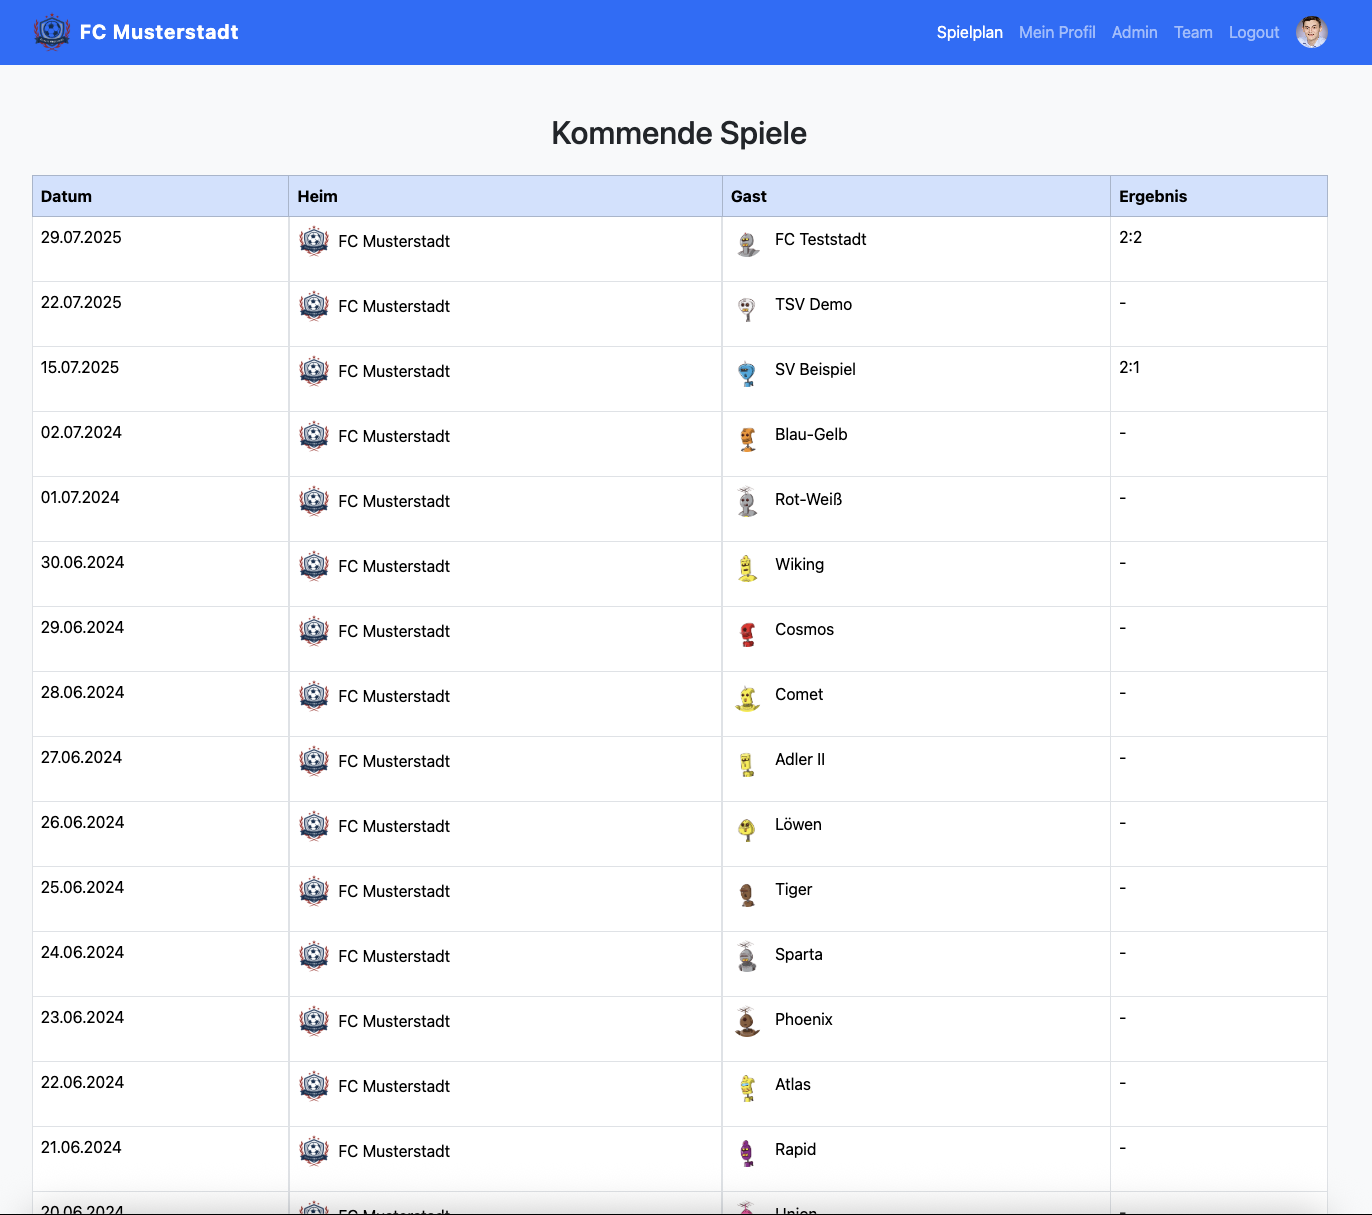 FC Musterstadt Spielplan Mein Profil Admin Team Logout
Kommende Spiele
Datum Heim Gast Ergebnis
29.07.2025 FC Musterstadt FC Teststadt 2:2
22.07.2025 FC Musterstadt TSV Demo -
15.07.2025 FC Musterstadt SV Beispiel 2:1
02.07.2024 FC Musterstadt Blau-Gelb -
01.07.2024 FC Musterstadt Rot-Weiß -
30.06.2024 FC Musterstadt Wiking -
29.06.2024 FC Musterstadt Cosmos -
28.06.2024 FC Musterstadt Comet -
27.06.2024 FC Musterstadt Adler II -
26.06.2024 FC Musterstadt Löwen -
25.06.2024 FC Musterstadt Tiger -
24.06.2024 FC Musterstadt Sparta -
23.06.2024 FC Musterstadt Phoenix -
22.06.2024 FC Musterstadt Atlas -
21.06.2024 FC Musterstadt Rapid -
20.06.2024 FC Musterstadt Union -